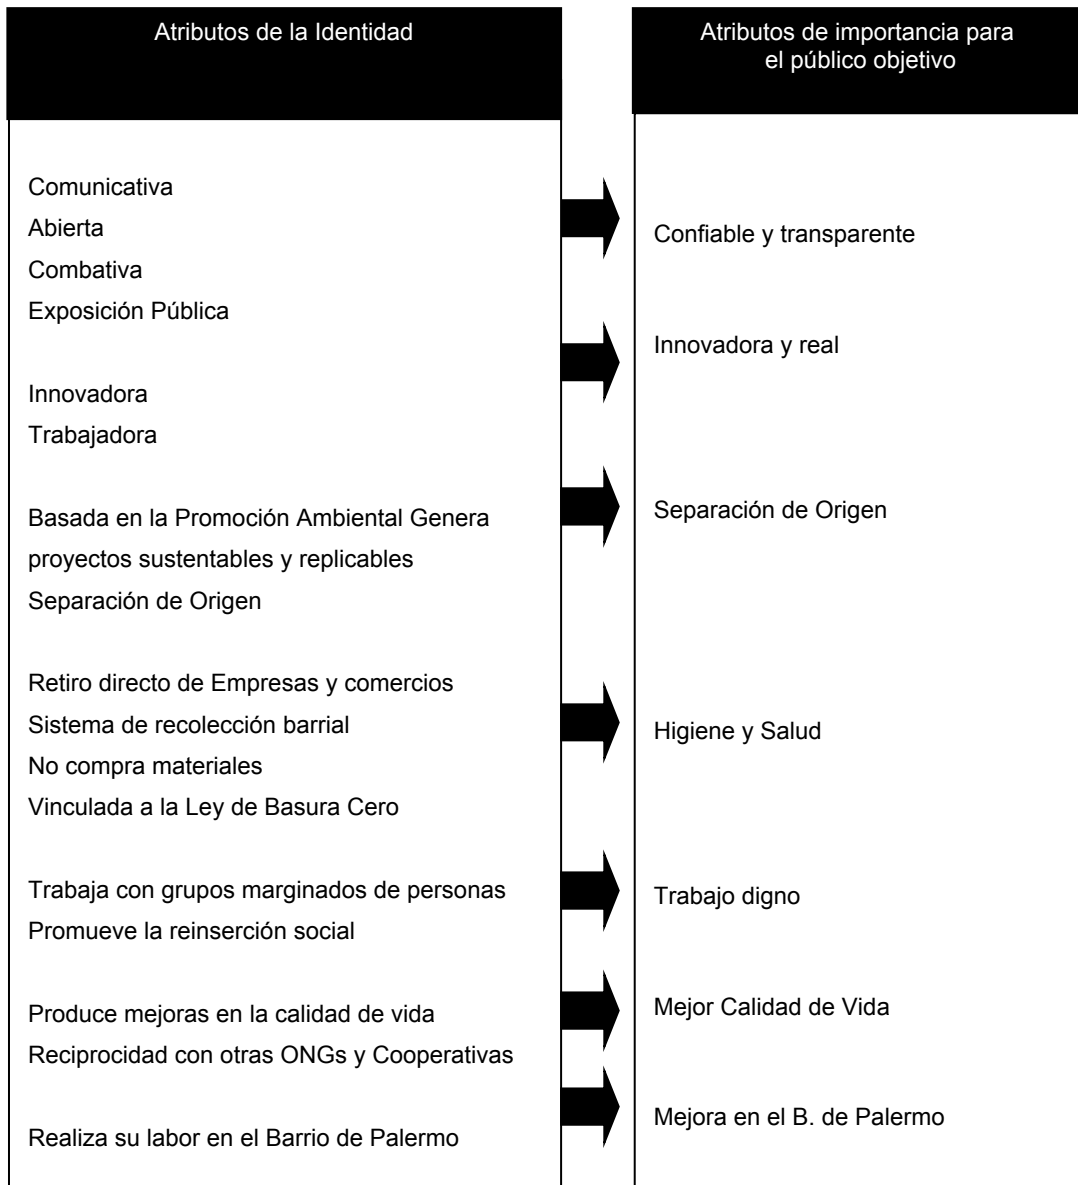 Atributos de la Identidad
Comunicativa
Abierta
Combativa
Exposición Pública
Innovadora
Trabajadora
Basada en la Promoción Ambiental Genera
proyectos sustentables y replicables
Separación de Origen
Retiro directo de Empresas y comercios
Sistema de recolección barrial
No compra materiales
Vinculada a la Ley de Basura Cero
Trabaja con grupos marginados de personas
Promueve la reinserción social
Produce mejoras en la calidad de vida
Reciprocidad con otras ONGs y Cooperativas
Realiza su labor en el Barrio de Palermo
Atributos de importancia para
el público objetivo
Confiable y transparente
Innovadora y real
Separación de Origen
Higiene y Salud
Trabajo digno
Mejor Calidad de Vida
Mejora en el B. de Palermo